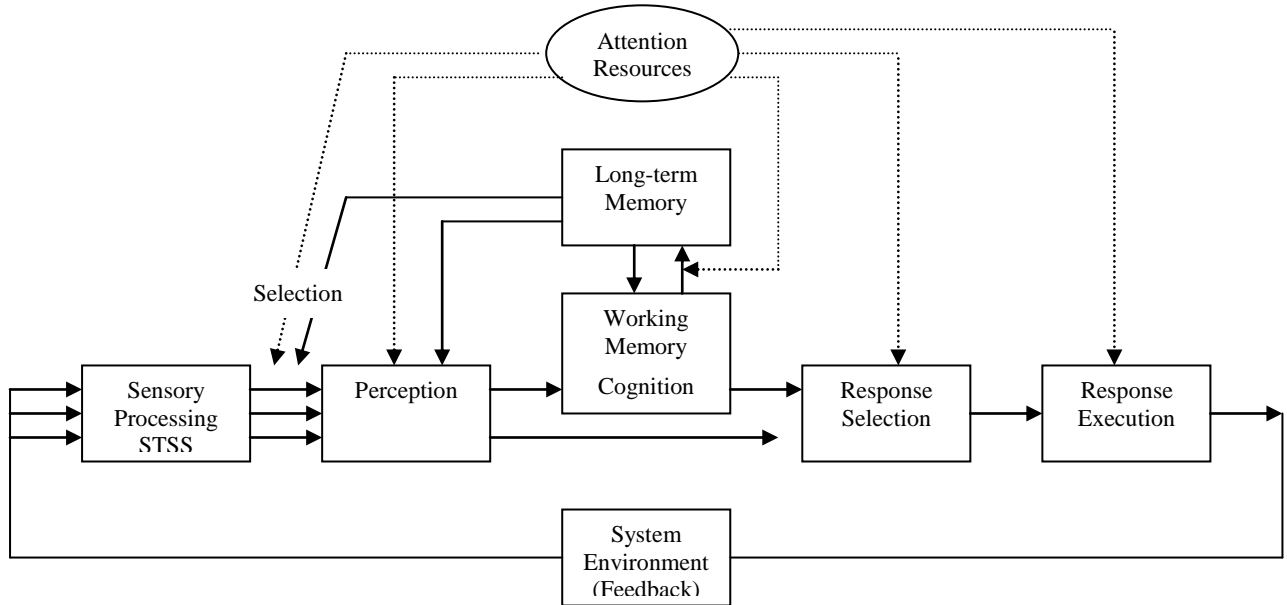 Attention
Resources
Long-term
Memory
Selection
Working
Memory
Cognition
Sensory
Processing
STSS
Perception
Response
Selection
Response
Execution
System
Environment
(Feedback)